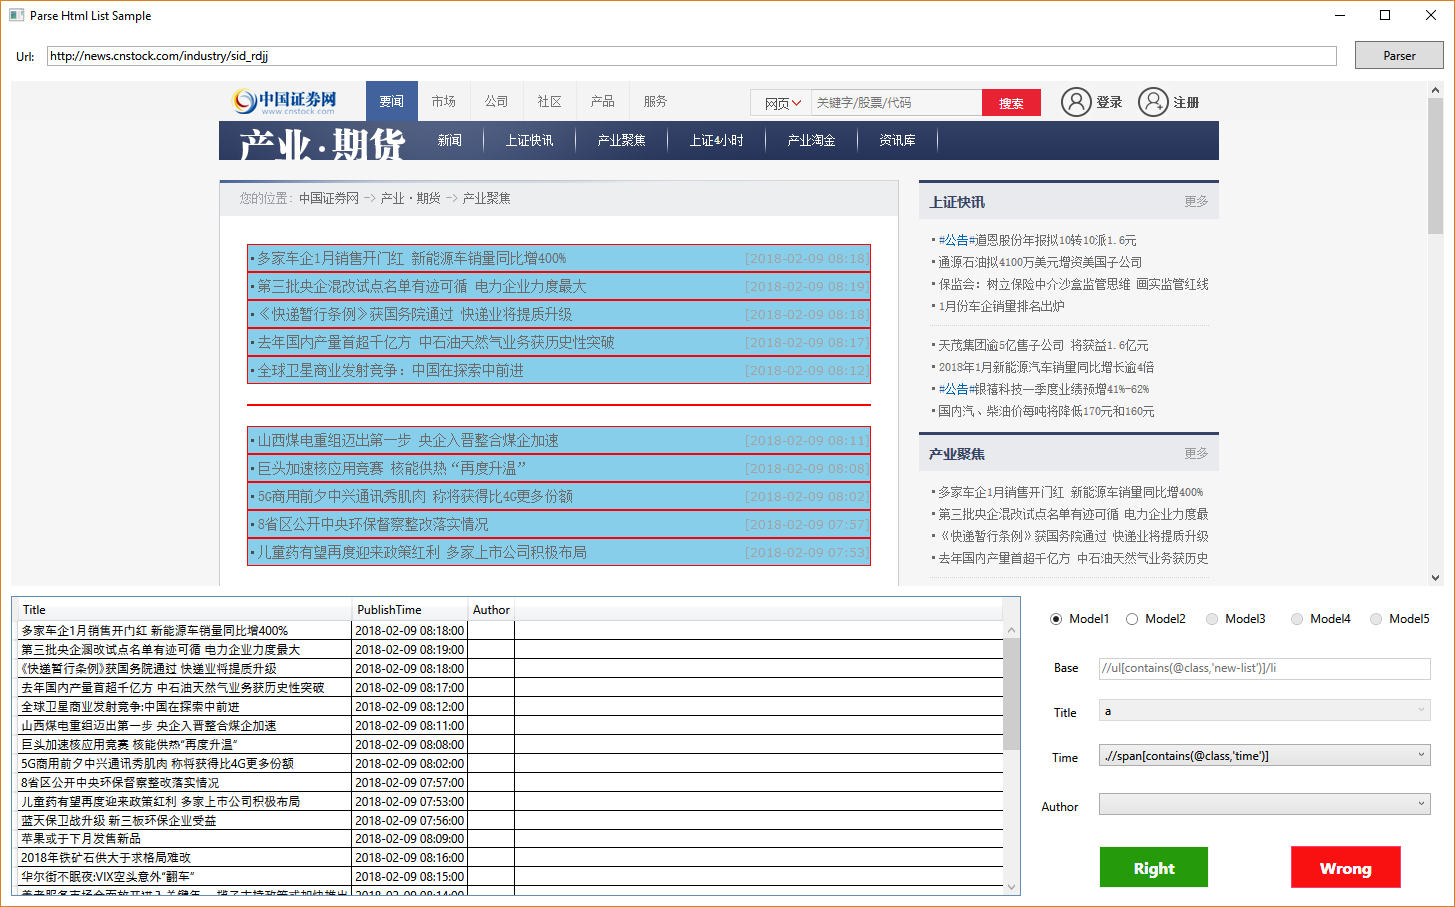 Parse Html List Sample
Url: http://news.cnstock.com/industry/sid_rdjj Parser
中国证券网 www.cnstock.com 要闻 市场 公司 社区 产品 服务 网页 关键字/股票/代码 搜索 登录 注册
产业·期货 新闻 上证快讯 产业聚焦 上证4小时 产业淘金 资讯库
您的位置: 中国证券网 -> 产业·期货 -> 产业聚焦
多家车企1月销售开门红 新能源车销量同比增400% [2018-02-09 08:18]
第三批央企混改试点名单有迹可循 电力企业力度最大 [2018-02-09 08:19]
《快递暂行条例》获国务院通过 快递业将提质升级 [2018-02-09 08:18]
去年国内产量首超千亿方 中石油天然气业务获历史性突破 [2018-02-09 08:17]
全球卫星商业发射竞争：中国在探索中前进 [2018-02-09 08:12]
山西煤电重组迈出第一步 央企入晋整合煤企加速 [2018-02-09 08:11]
巨头加速核应用竞赛 核能供热“再度升温” [2018-02-09 08:08]
5G商用前夕中兴通讯秀肌肉 称将获得比4G更多份额 [2018-02-09 08:02]
8省区公开中央环保督察整改落实情况 [2018-02-09 07:57]
儿童药有望再度迎来政策红利 多家上市公司积极布局 [2018-02-09 07:53]
上证快讯 更多
#公告#道恩股份年报拟10转10派1.6元
通源石油拟4100万美元增资美国子公司
保监会：树立保险中介沙盒监管思维 画实监管红线
1月份车企销量排名出炉
天茂集团逾5亿售子公司 将获益1.6亿元
2018年1月新能源汽车销量同比增长逾4倍
#公告#银禧科技一季度业绩预增41%-62%
国内汽、柴油价每吨将降低170元和160元
产业聚焦 更多
多家车企1月销售开门红 新能源车销量同比增400%
第三批央企混改试点名单有迹可循 电力企业力度最
《快递暂行条例》获国务院通过 快递业将提质升级
去年国内产量首超千亿方 中石油天然气业务获历史
Title PublishTime Author
多家车企1月销售开门红 新能源车销量同比增400% 2018-02-09 08:18:00
第三批央企混改试点名单有迹可循 电力企业力度最大 2018-02-09 08:19:00
《快递暂行条例》获国务院通过 快递业将提质升级 2018-02-09 08:18:00
去年国内产量首超千亿方 中石油天然气业务获历史性突破 2018-02-09 08:17:00
全球卫星商业发射竞争:中国在探索中前进 2018-02-09 08:12:00
山西煤电重组迈出第一步 央企入晋整合煤企加速 2018-02-09 08:11:00
巨头加速核应用竞赛 核能供热“再度升温” 2018-02-09 08:08:00
5G商用前夕中兴通讯秀肌肉 称将获得比4G更多份额 2018-02-09 08:02:00
8省区公开中央环保督察整改落实情况 2018-02-09 07:57:00
儿童药有望再度迎来政策红利 多家上市公司积极布局 2018-02-09 07:53:00
蓝天保卫战升级 新三板环保企业受益 2018-02-09 07:56:00
苹果或于下月发售新品 2018-02-09 08:09:00
2018年铁矿石供大于求格局难改 2018-02-09 08:16:00
华尔街不眠夜:VIX空头意外“翻车” 2018-02-09 08:15:00
2018-02-09 08:14:00
Model1 Model2 Model3 Model4 Model5
Base //ul[contains(@class,'new-list')]/li
Title a
Time .//span[contains(@class,'time')]
Author
Right Wrong